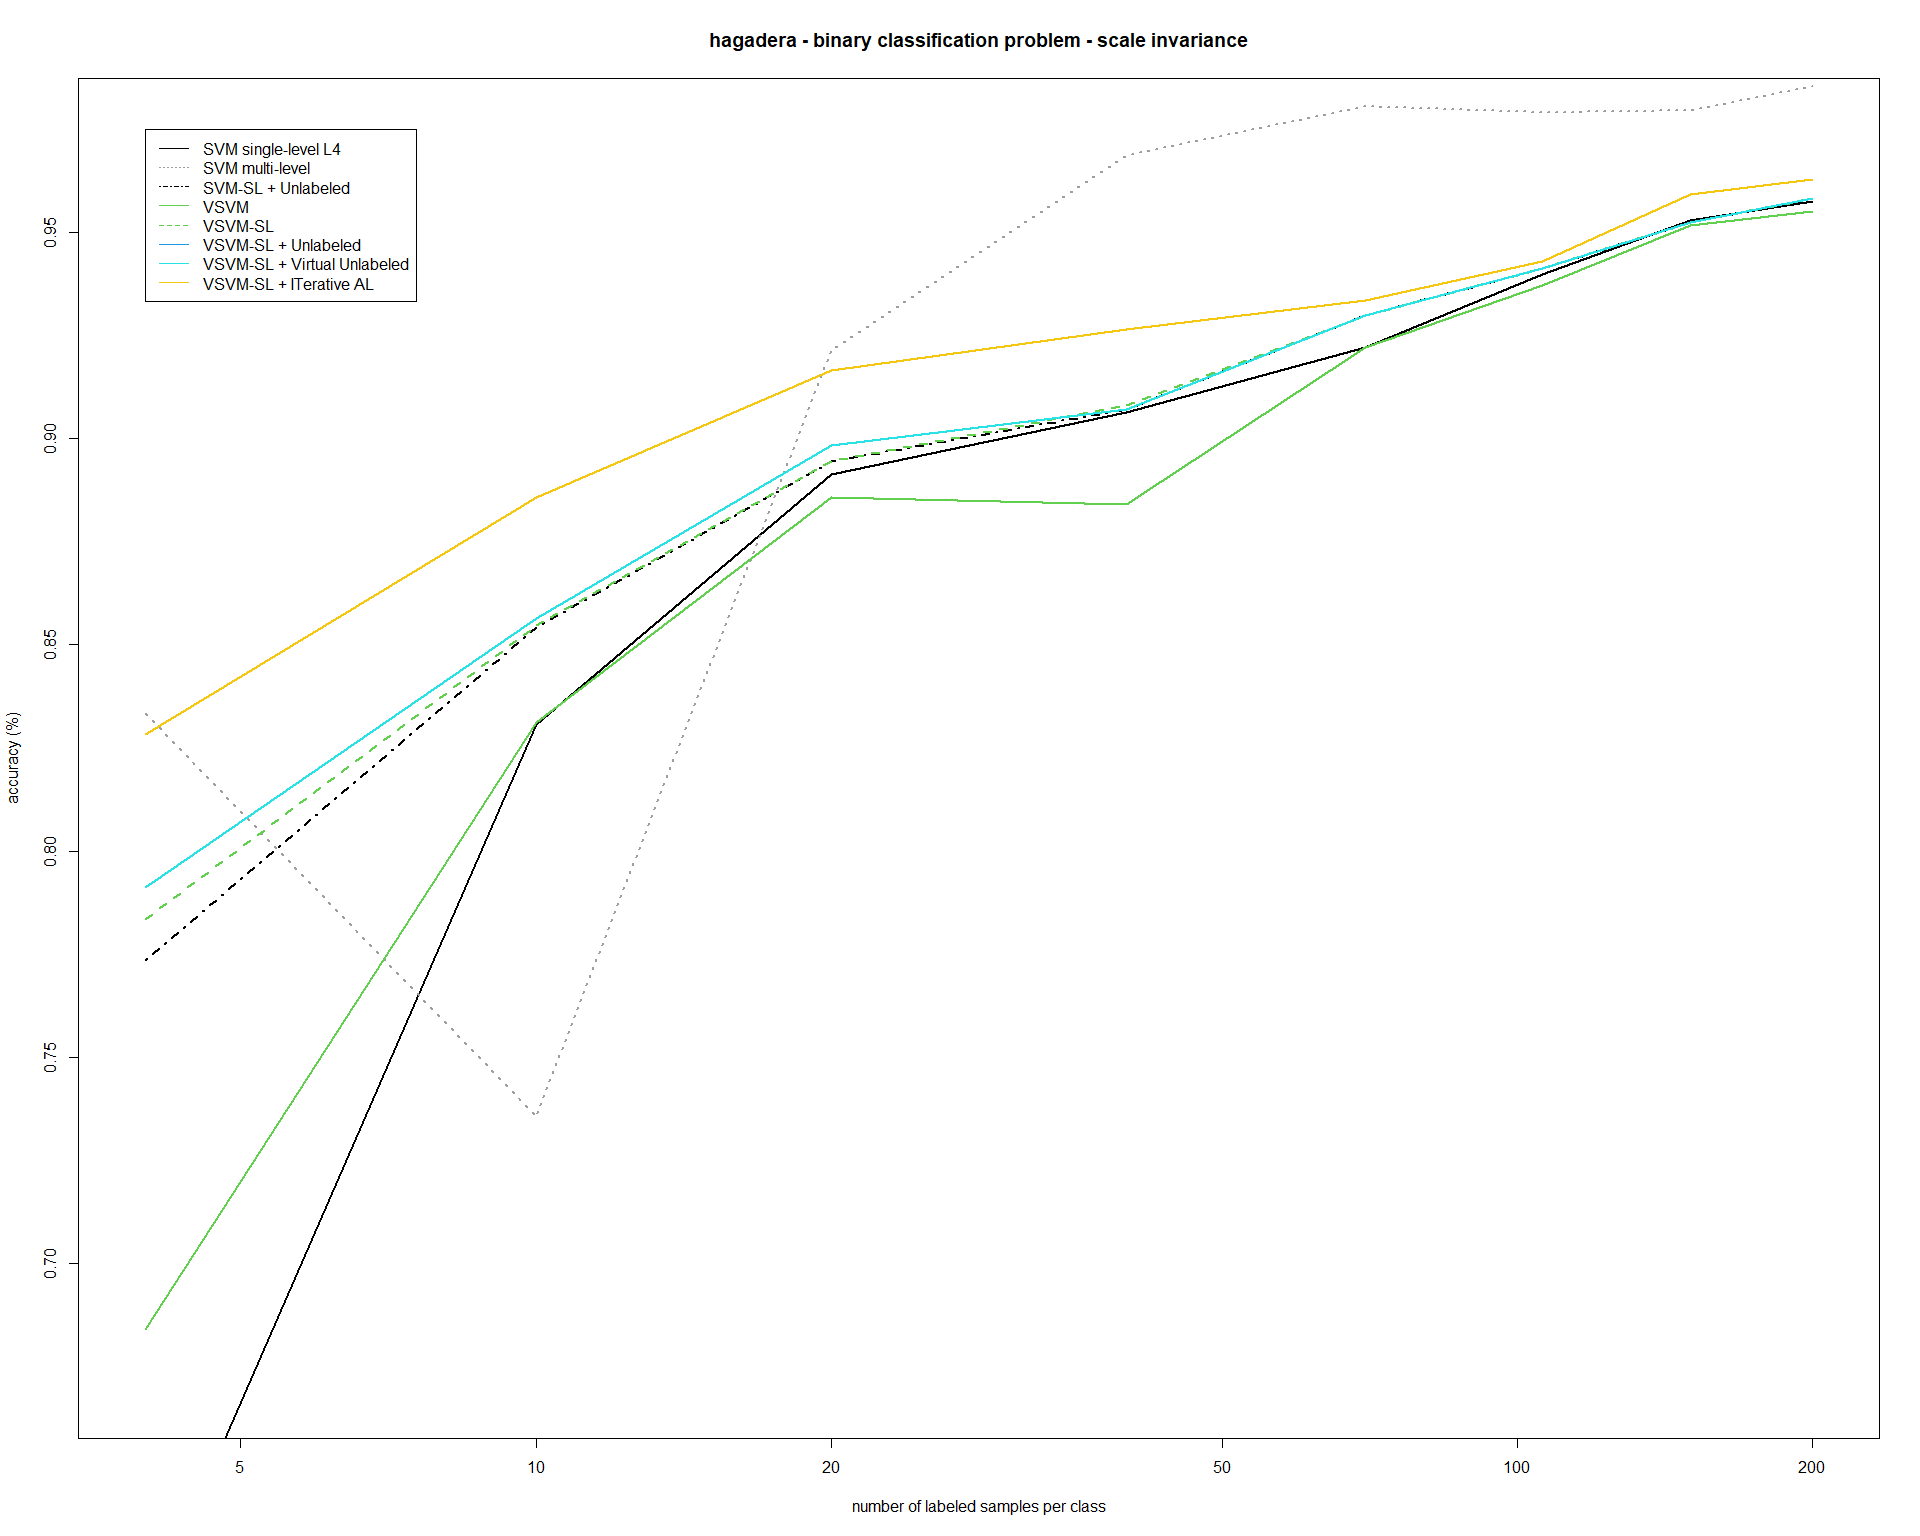 hagadera - binary classification problem - scale invariance
SVM single-level L4
SVM multi-level
SVM-SL + Unlabeled
VSVM
VSVM-SL
VSVM-SL + Unlabeled
VSVM-SL + Virtual Unlabeled
VSVM-SL + ITerative AL
accuracy (%)
0.95
0.90
0.85
0.80
0.75
0.70
5 10 20 50 100 200
number of labeled samples per class